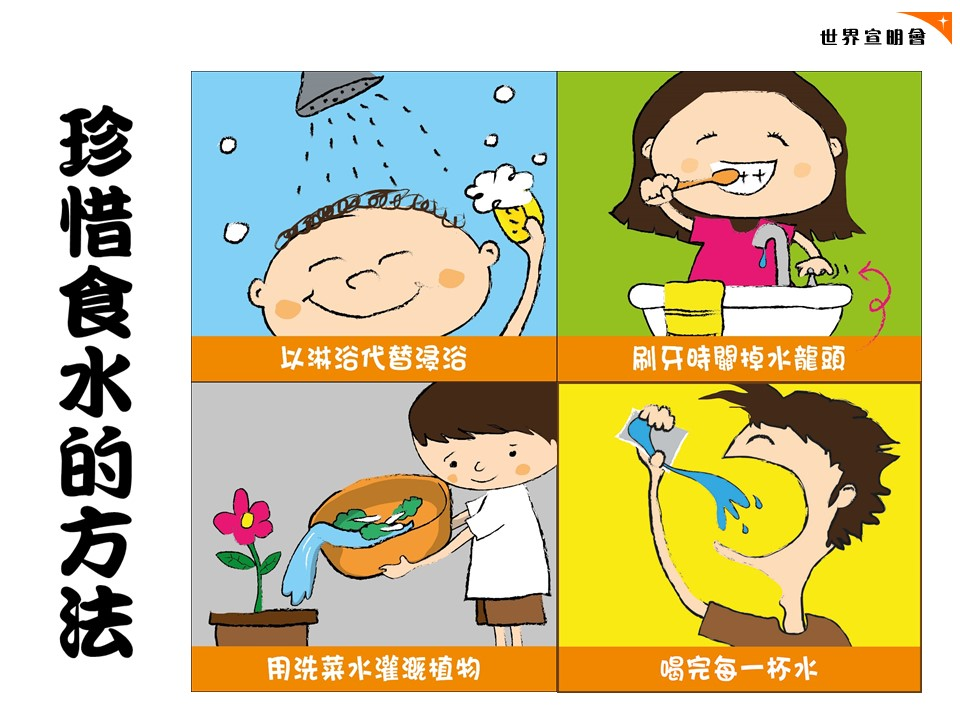 世界宣明會
珍惜食水的方法
以淋浴代替浸浴
刷牙時關掉水龍頭
用洗菜水灌溉植物
喝完每一杯水